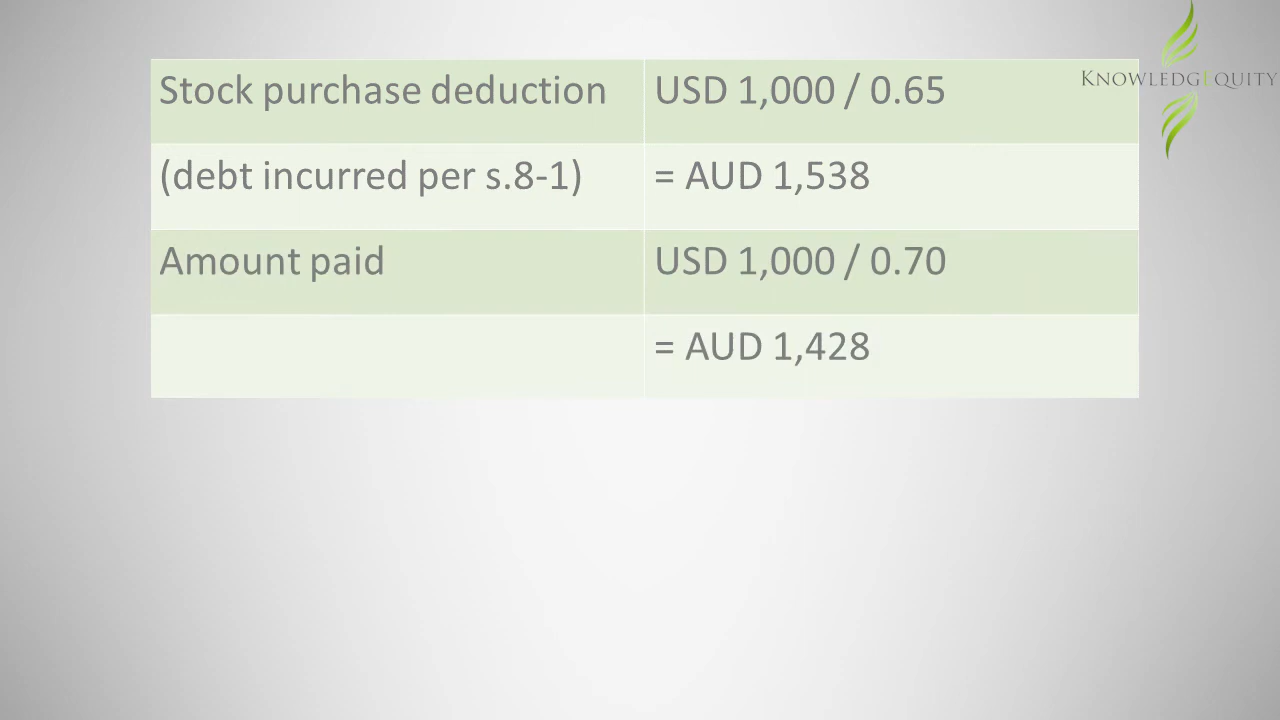 KNOWLEDGEQUITY
Stock purchase deduction USD 1,000 / 0.65
(debt incurred per s.8-1) = AUD 1,538
Amount paid USD 1,000 / 0.70
= AUD 1,428